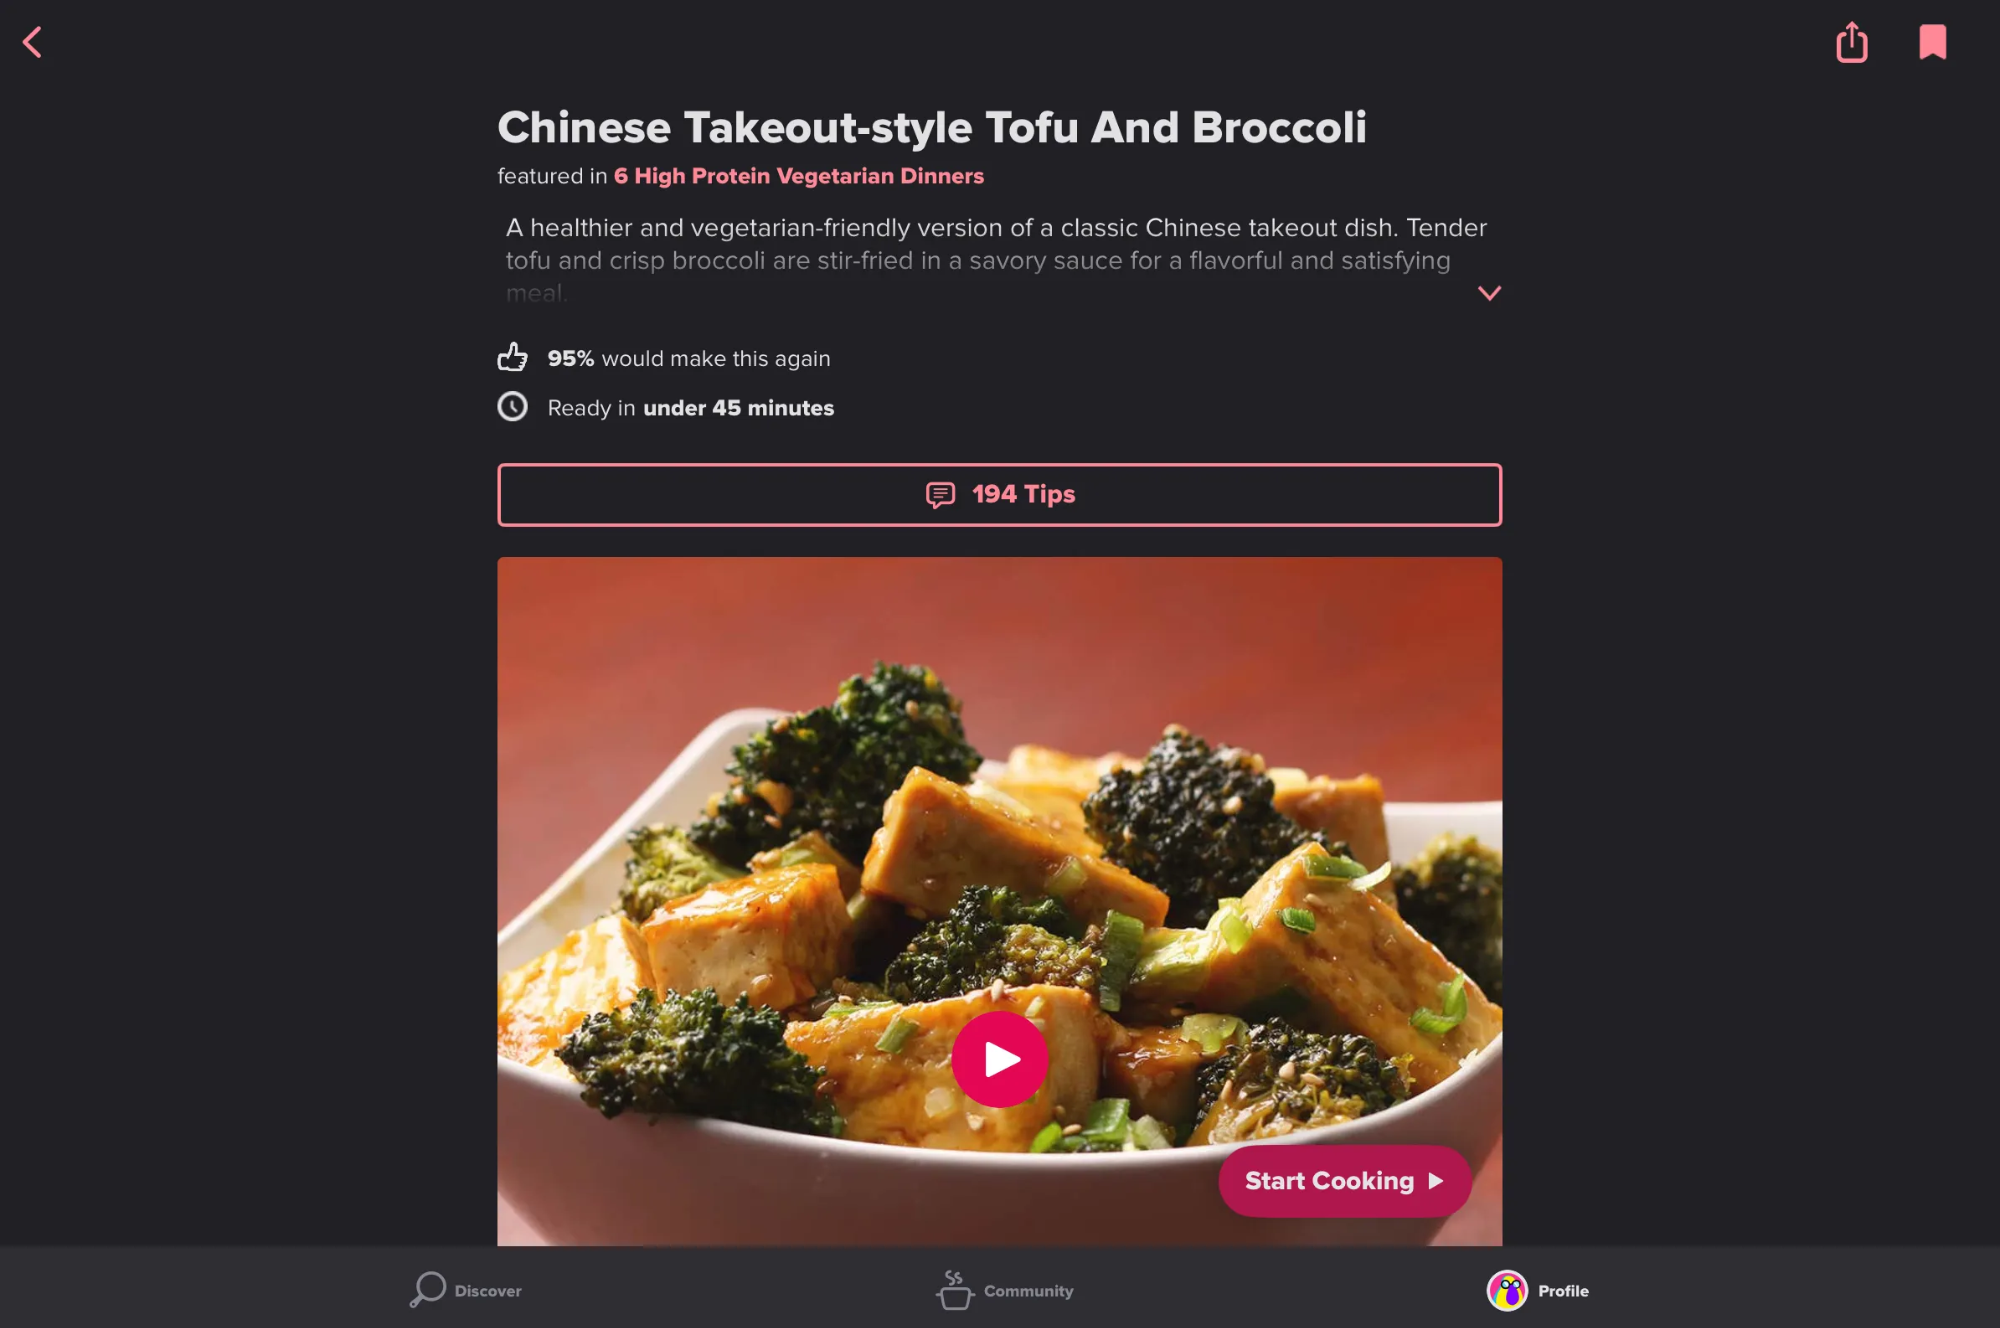 Chinese Takeout-style Tofu And Broccoli
featured in 6 High Protein Vegetarian Dinners
A healthier and vegetarian-friendly version of a classic Chinese takeout dish. Tender
tofu and crisp broccoli are stir-fried in a savory sauce for a flavorful and satisfying
meal.
95% would make this again
Ready in under 45 minutes
194 Tips
Start Cooking
Discover
Community
Profile